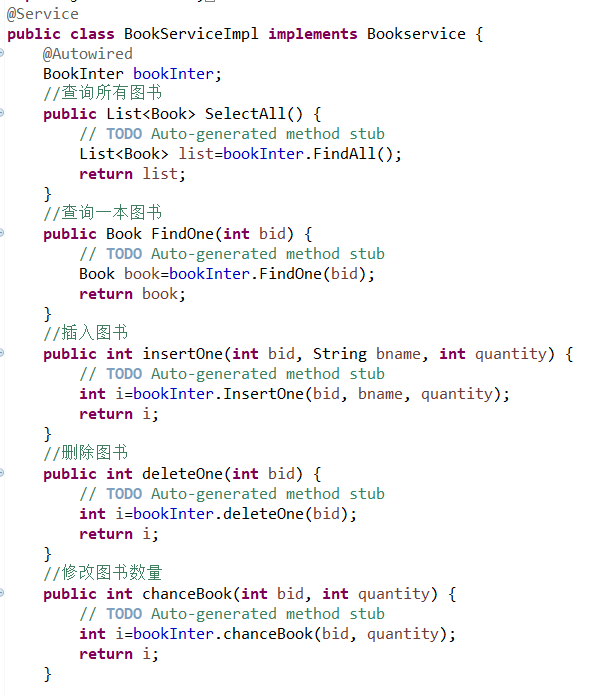 @Service
public class BookServiceImpl implements Bookservice {
@Autowired
BookInter bookInter;
//查询所有图书
public List<Book> SelectAll() {
// TODO Auto-generated method stub
List<Book> list=bookInter.FindAll();
return list;
}
//查询一本图书
public Book FindOne(int bid) {
// TODO Auto-generated method stub
Book book=bookInter.FindOne(bid);
return book;
}
//插入图书
public int insertOne(int bid, String bname, int quantity) {
// TODO Auto-generated method stub
int i=bookInter.InsertOne(bid, bname, quantity);
return i;
}
//删除图书
public int deleteOne(int bid) {
// TODO Auto-generated method stub
int i=bookInter.deleteOne(bid);
return i;
}
//修改图书数量
public int chanceBook(int bid, int quantity) {
// TODO Auto-generated method stub
int i=bookInter.chanceBook(bid, quantity);
return i;
}